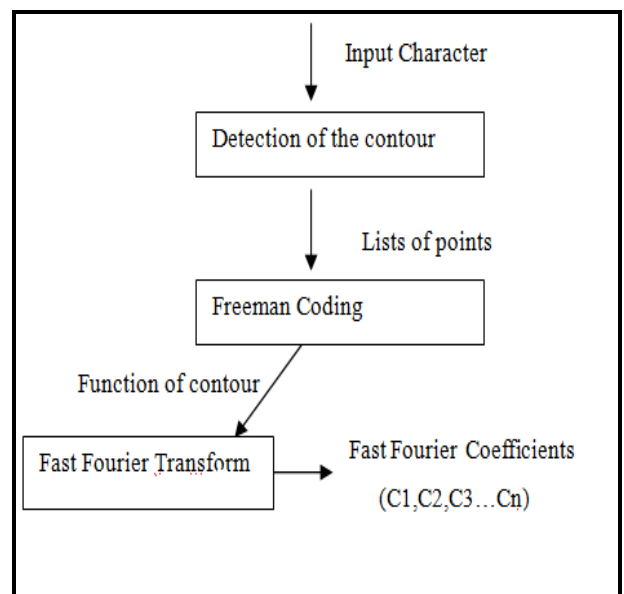 Input Character
Detection of the contour
Lists of points
Freeman Coding
Function of contour
Fast Fourier Transform
Fast Fourier Coefficients
(C1,C2,C3…Cn)